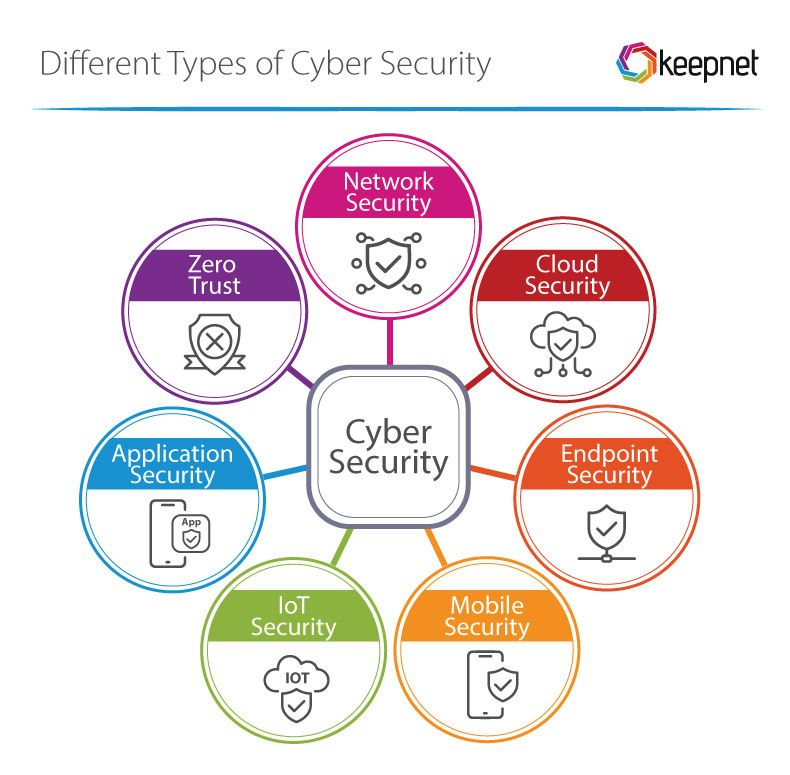 Different Types of Cyber Security
keepnet
Network
Security
Zero
Trust
Cloud
Security
Cyber
Security
Application
Security
App
Endpoint
Security
IoT
Security
IOT
Mobile
Security